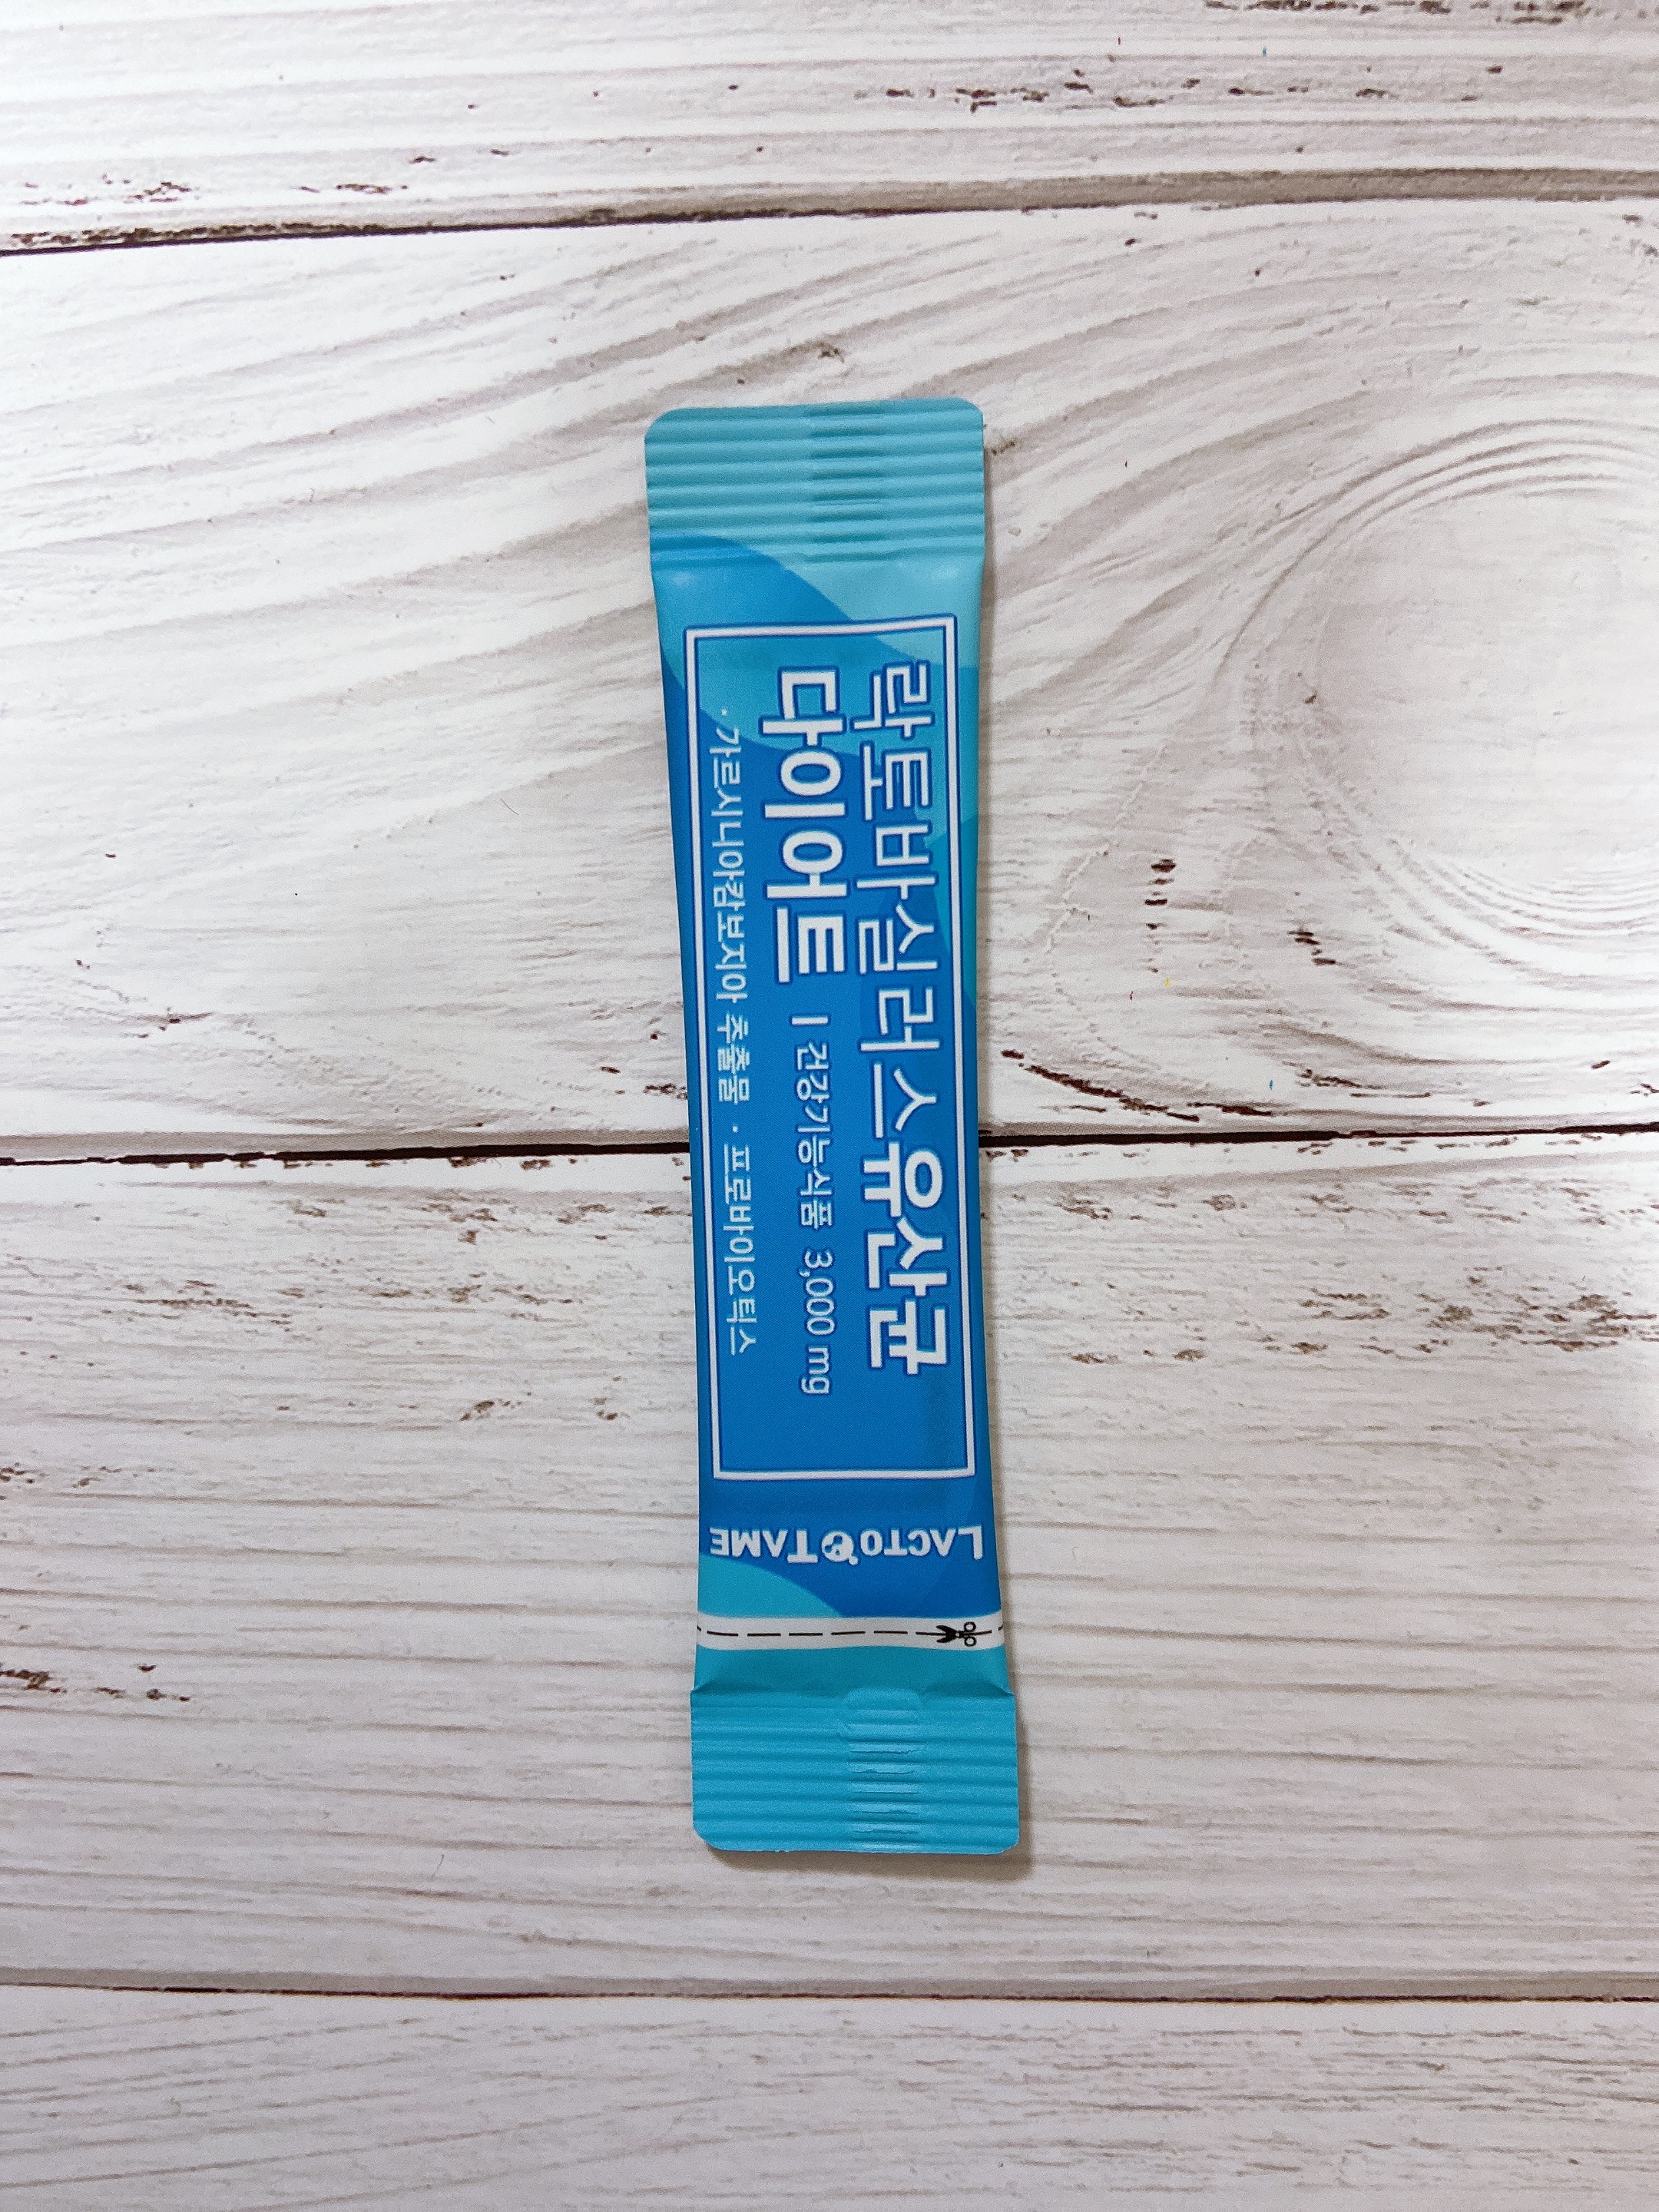 락토바실러스유산균
다이어트 | 건강기능식품 3,000 mg
· 가르시니아캄보지아 추출물 · 프로바이오틱스
LACTO TAME